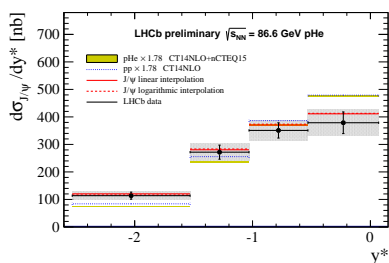 LHCb preliminary √sNN = 86.6 GeV pHe
pHe × 1.78 CT14NLO+nCTEQ15
pp × 1.78 CT14NLO
J/ψ linear interpolation
J/ψ logarithmic interpolation
LHCb data
dσJ/ψ/dy* [nb]
800
700
600
500
400
300
200
100
0
-2 -1 0
y*